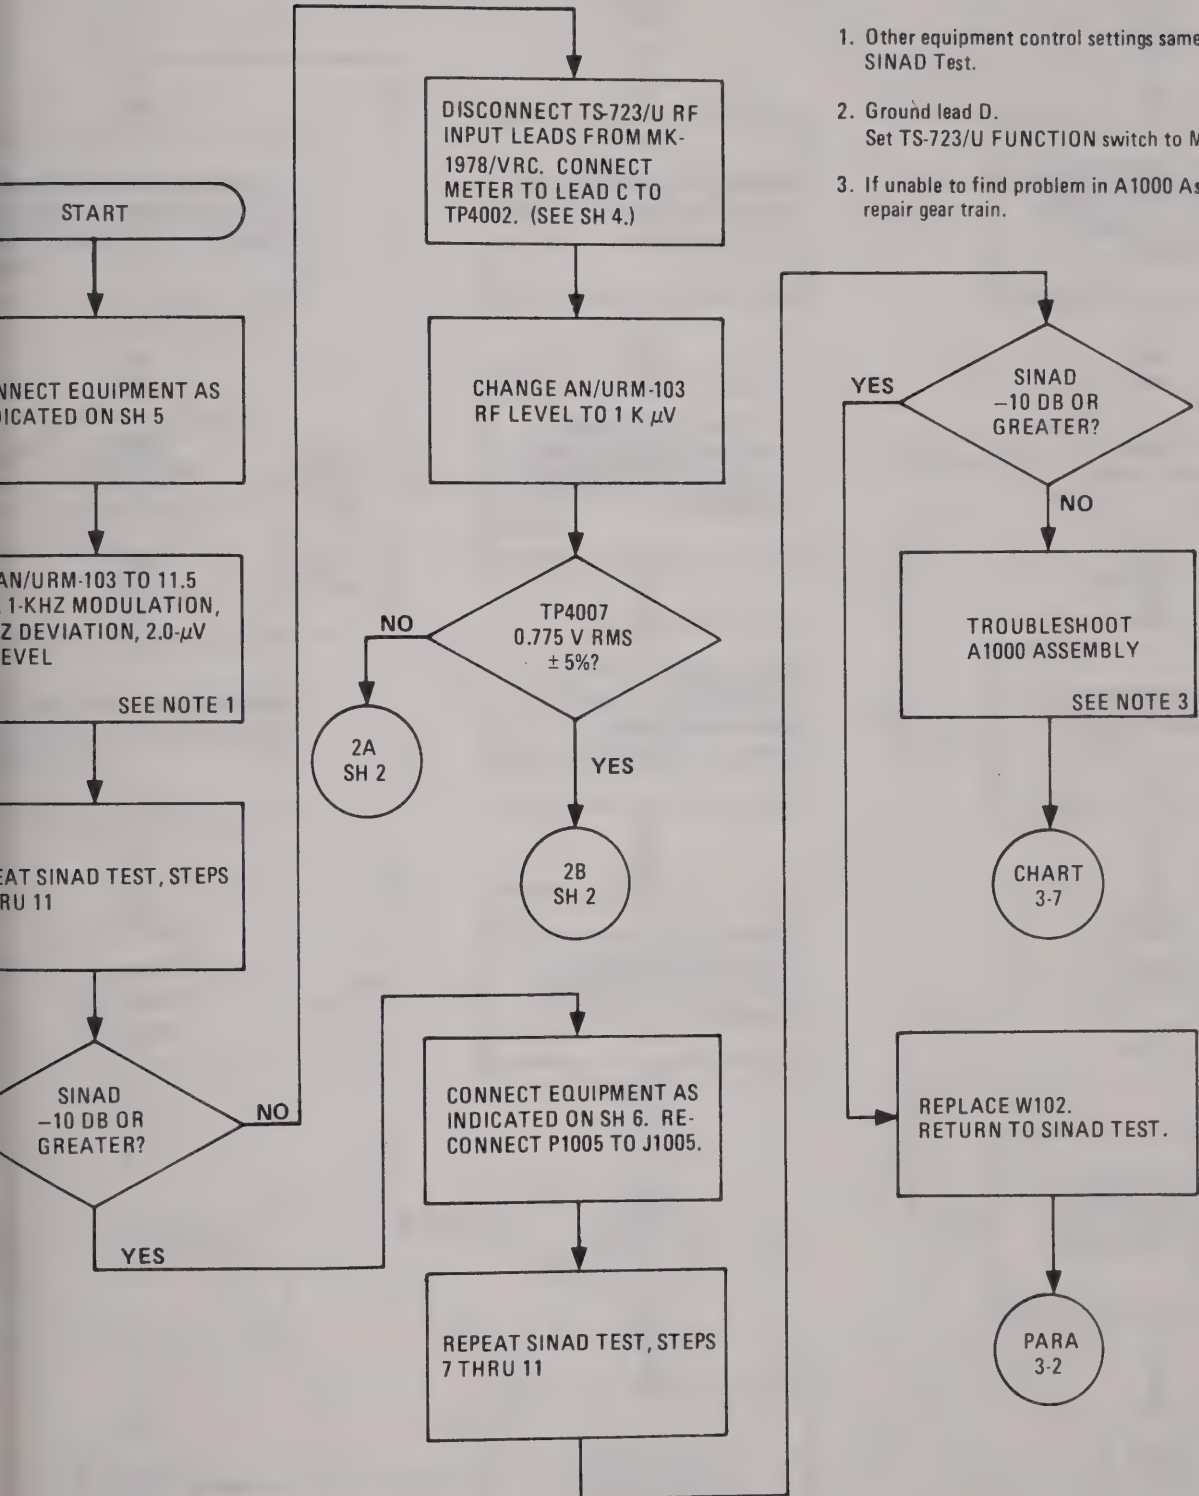 START
NNECT EQUIPMENT AS
DICATED ON SH 5
AN/URM-103 TO 11.5
1-KHZ MODULATION,
Z DEVIATION, 2.0-μV
EVEL
SEE NOTE 1
EAT SINAD TEST, STEPS
RU 11
SINAD
–10 DB OR
GREATER?
NO
YES
DISCONNECT TS-723/U RF
INPUT LEADS FROM MK-
1978/VRC. CONNECT
METER TO LEAD C TO
TP4002. (SEE SH 4.)
CHANGE AN/URM-103
RF LEVEL TO 1 K μV
TP4007
0.775 V RMS
± 5%?
NO
2A
SH 2
YES
2B
SH 2
CONNECT EQUIPMENT AS
INDICATED ON SH 6. RE-
CONNECT P1005 TO J1005.
REPEAT SINAD TEST, STEPS
7 THRU 11
1. Other equipment control settings same
SINAD Test.
2. Ground lead D.
Set TS-723/U FUNCTION switch to M
3. If unable to find problem in A1000 As
repair gear train.
SINAD
–10 DB OR
GREATER?
YES
NO
TROUBLESHOOT
A1000 ASSEMBLY
SEE NOTE 3
CHART
3-7
REPLACE W102.
RETURN TO SINAD TEST.
PARA
3-2